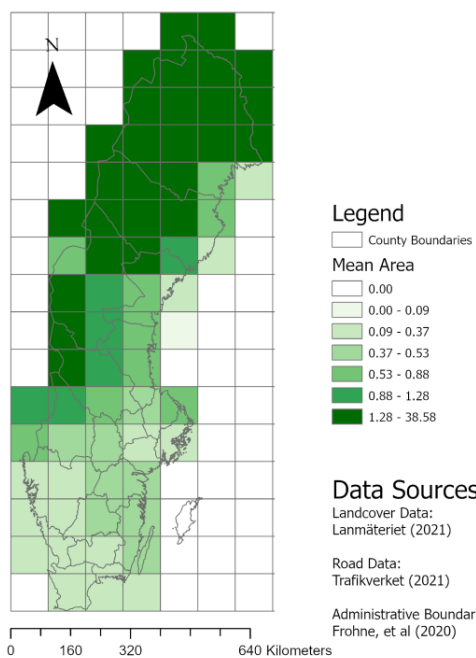 N
Legend
County Boundaries
Mean Area
0.00
0.00 - 0.09
0.09 - 0.37
0.37 - 0.53
0.53 - 0.88
0.88 - 1.28
1.28 - 38.58
Data Sources
Landcover Data:
Lanmäteriet (2021)
Road Data:
Trafikverket (2021)
Administrative Boundar
Frohne, et al (2020)
0 160 320 640 Kilometers